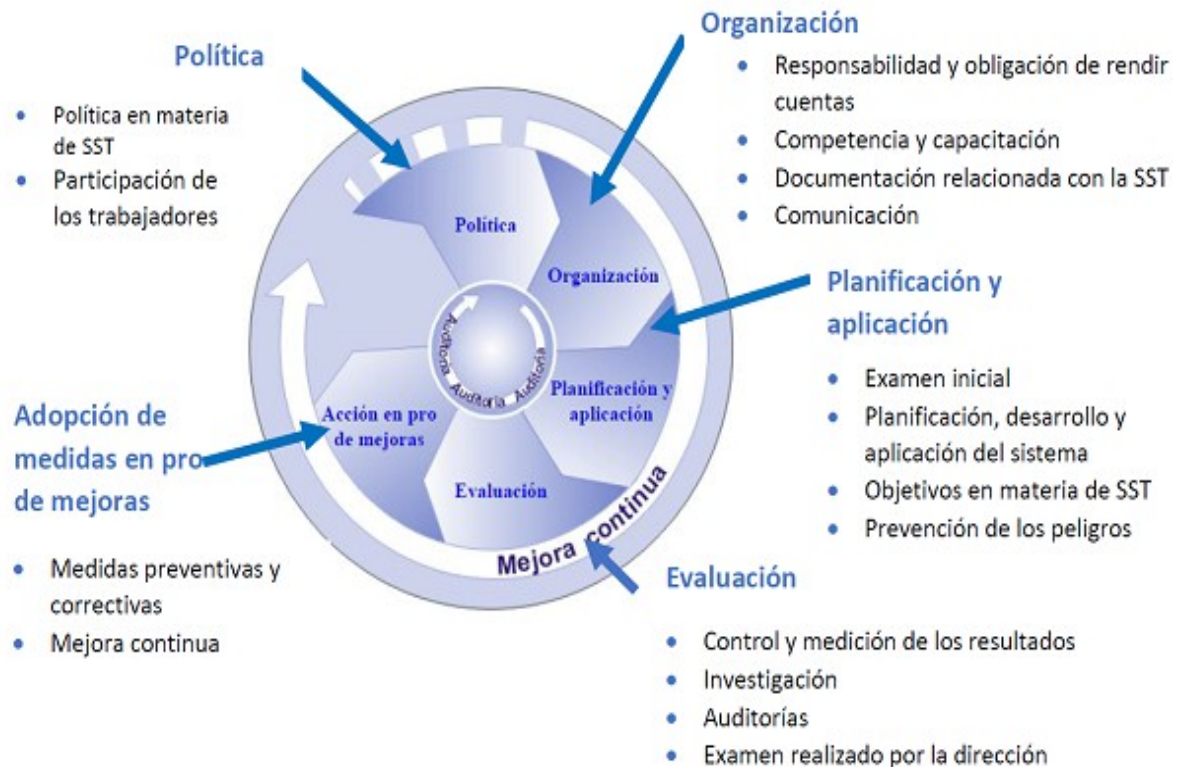 Política
• Política en materia
de SST
• Participación de
los trabajadores
Organización
• Responsabilidad y obligación de rendir
cuentas
• Competencia y capacitación
• Documentación relacionada con la SST
• Comunicación
Planificación y
aplicación
• Examen inicial
• Planificación, desarrollo y
aplicación del sistema
• Objetivos en materia de SST
• Prevención de los peligros
Evaluación
• Control y medición de los resultados
• Investigación
• Auditorías
• Examen realizado por la dirección
Adopción de
medidas en pro
de mejoras
• Medidas preventivas y
correctivas
• Mejora continua
Política
Organización
Planificación y
aplicación
Evaluación
Acción en pro
de mejoras
Auditoría Auditoría Auditoría
Mejora continua